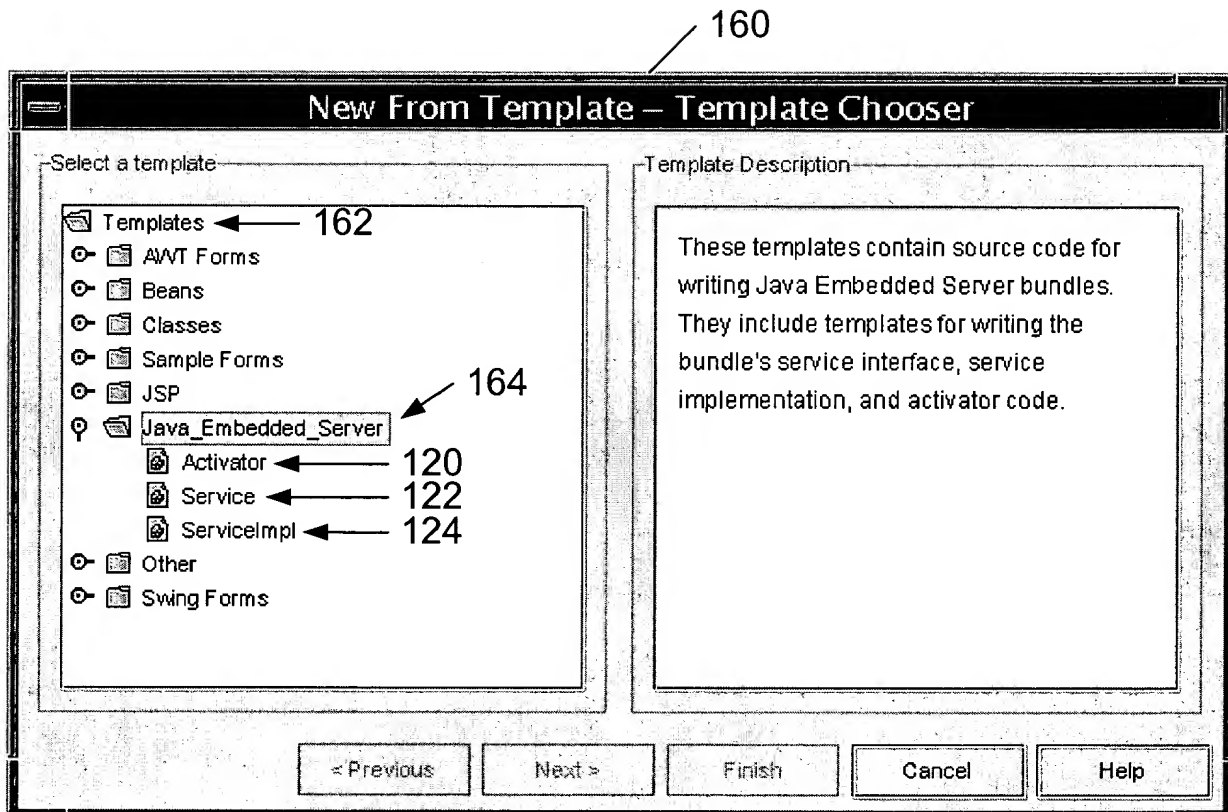 160
New From Template – Template Chooser
Select a template
Templates 162
AWT Forms
Beans
Classes
Sample Forms
JSP
164
Java_Embedded_Server
Activator 120
Service 122
ServiceImpl 124
Other
Swing Forms
Template Description
These templates contain source code for
writing Java Embedded Server bundles.
They include templates for writing the
bundle's service interface, service
implementation, and activator code.
< Previous
Next >
Finish
Cancel
Help